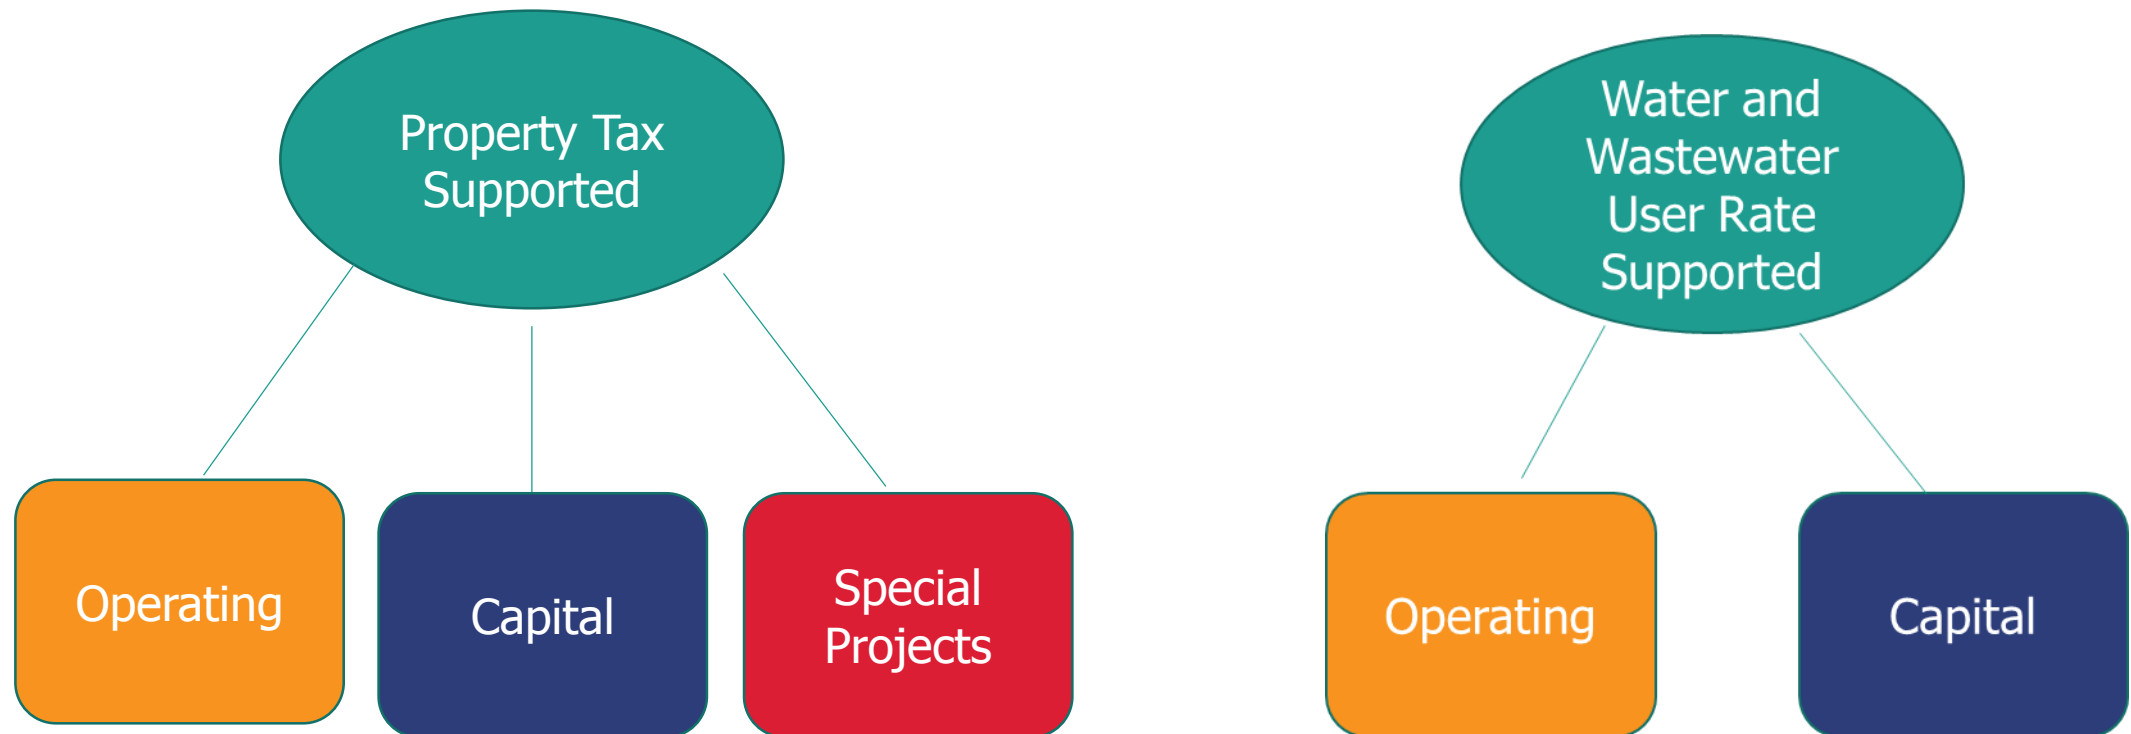 Property Tax
Supported
Water and
Wastewater
User Rate
Supported
Operating
Capital
Special
Projects
Operating
Capital